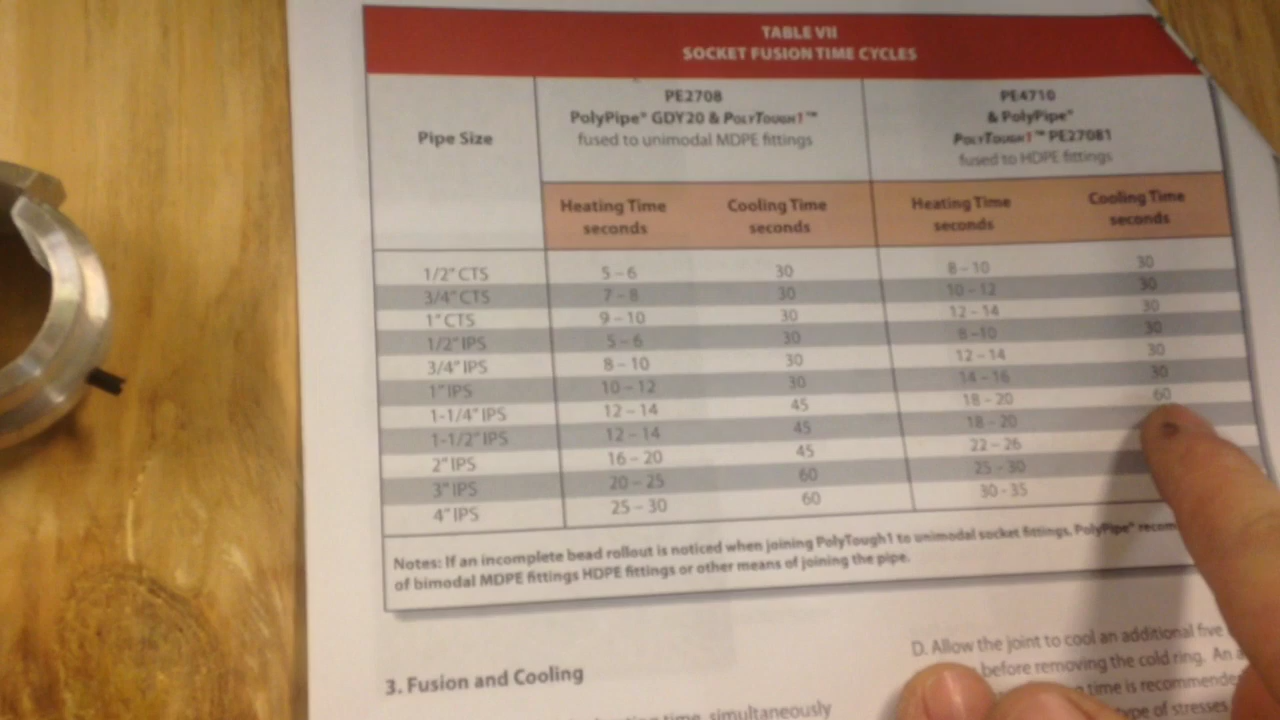 TABLE VII
SOCKET FUSION TIME CYCLES
Pipe Size
PE2708
PolyPipe® GDY20 & POLYTOUGH1™
fused to unimodal MDPE fittings
PE4710
& PolyPipe®
POLYTOUGH1™ PE27081
fused to HDPE fittings
Heating Time seconds Cooling Time seconds Heating Time seconds Cooling Time seconds
1/2" CTS 5 – 6 30 8 – 10 30
3/4" CTS 7 – 8 30 10 – 12 30
1" CTS 9 – 10 30 12 – 14 30
1/2" IPS 5 – 6 30 8 –10 30
3/4" IPS 8 – 10 30 12 – 14 30
1" IPS 10 – 12 30 14 – 16 30
1-1/4" IPS 12 – 14 45 18 – 20 60
1-1/2" IPS 12 – 14 45 18 – 20
2" IPS 16 – 20 45 22 – 26
3" IPS 20 – 25 60 25 – 30
4" IPS 25 – 30 60 30 - 35
Notes: If an incomplete bead rollout is noticed when joining PolyTough1 to unimodal socket fittings, PolyPipe® recom
of bimodal MDPE fittings HDPE fittings or other means of joining the pipe.
3. Fusion and Cooling
time, simultaneously
D. Allow the joint to cool an additional five
before removing the cold ring. An
time is recommende
type of stresses